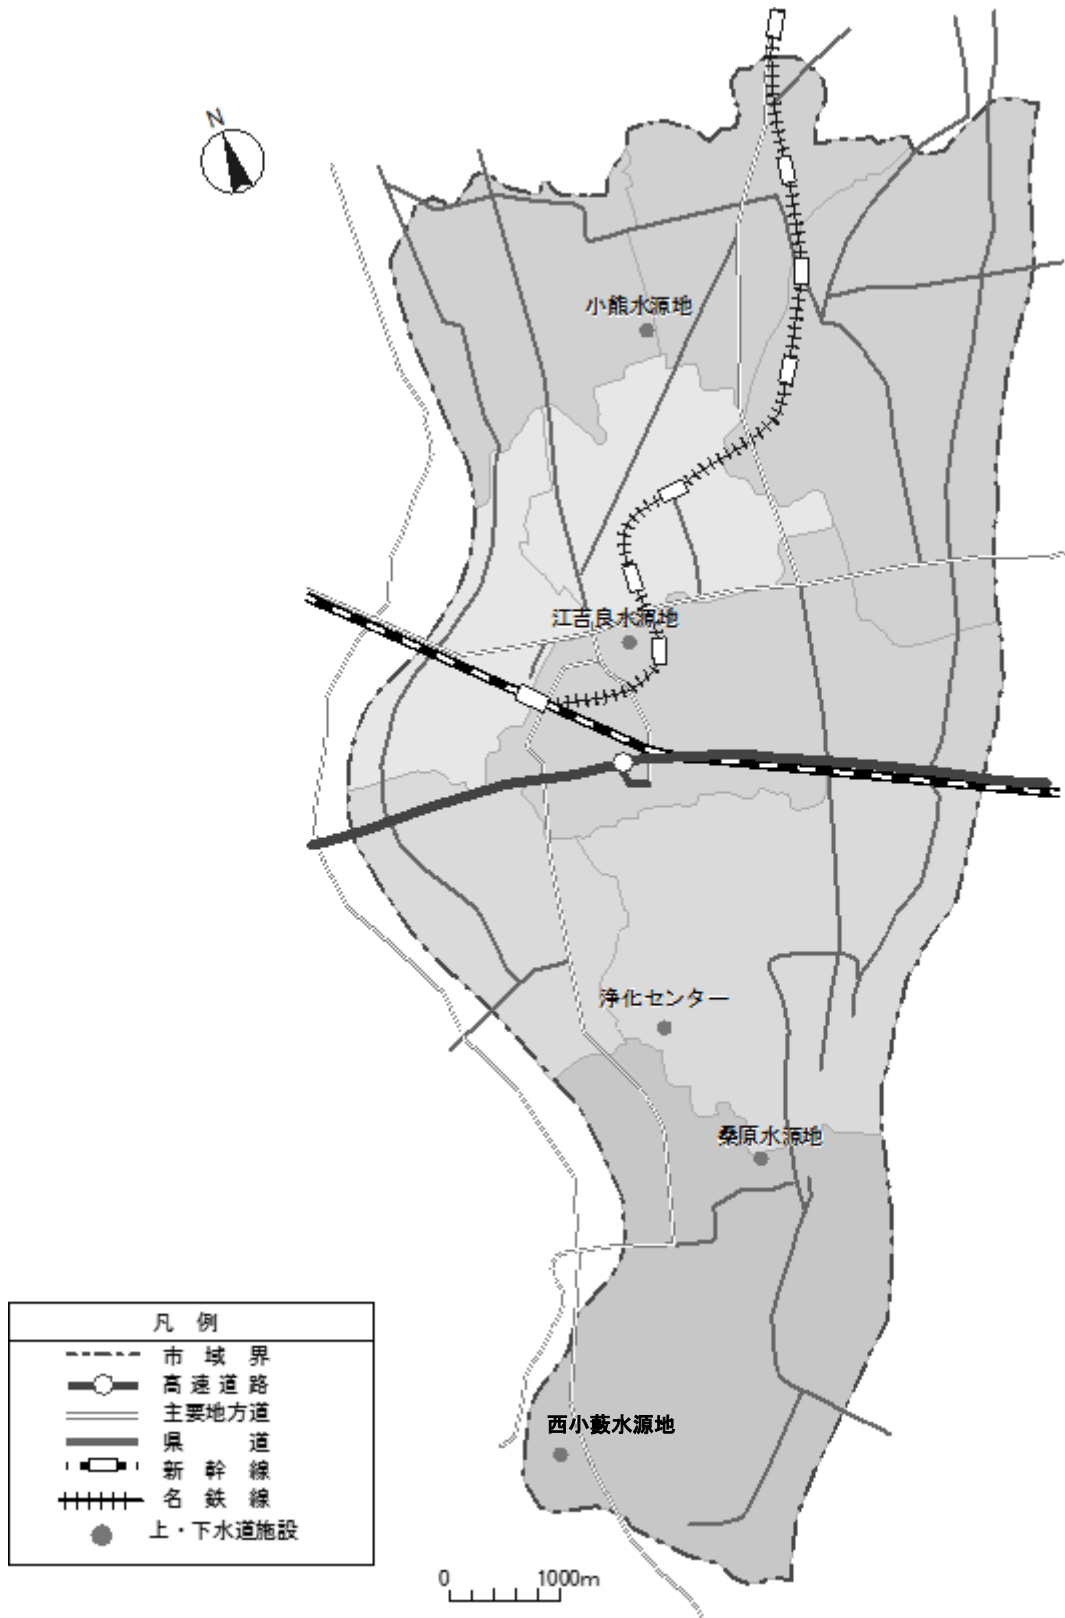 N
小熊水源地
江吉良水源地
浄化センター
桑原水源地
西小藪水源地
凡 例
市 域 界
高 速 道 路
主要地方道
県 道
新 幹 線
名 鉄 線
上・下水道施設
0 1000m